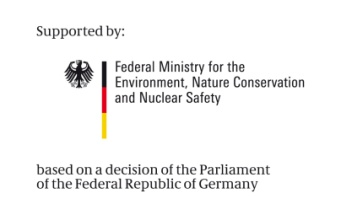 Supported by:
Federal Ministry for the
Environment, Nature Conservation
and Nuclear Safety
based on a decision of the Parliament
of the Federal Republic of Germany